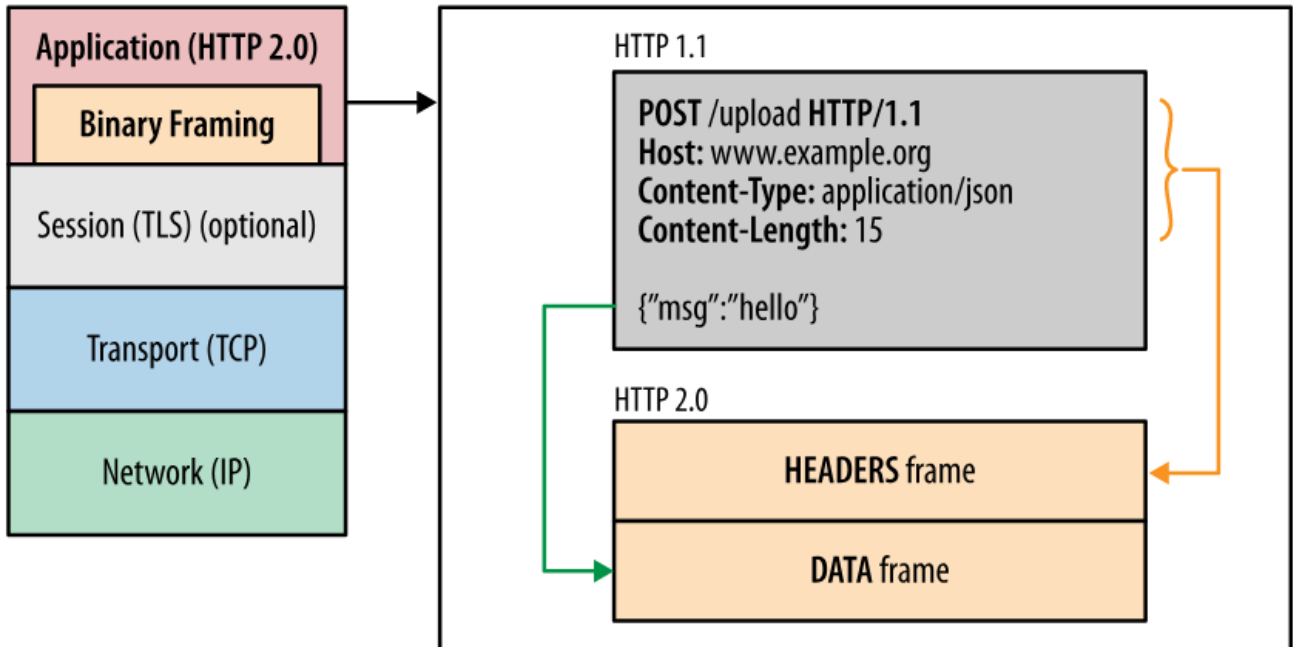 Application (HTTP 2.0)
Binary Framing
Session (TLS) (optional)
Transport (TCP)
Network (IP)
HTTP 1.1
POST /upload HTTP/1.1
Host: www.example.org
Content-Type: application/json
Content-Length: 15
{”msg”:”hello”}
HTTP 2.0
HEADERS frame
DATA frame